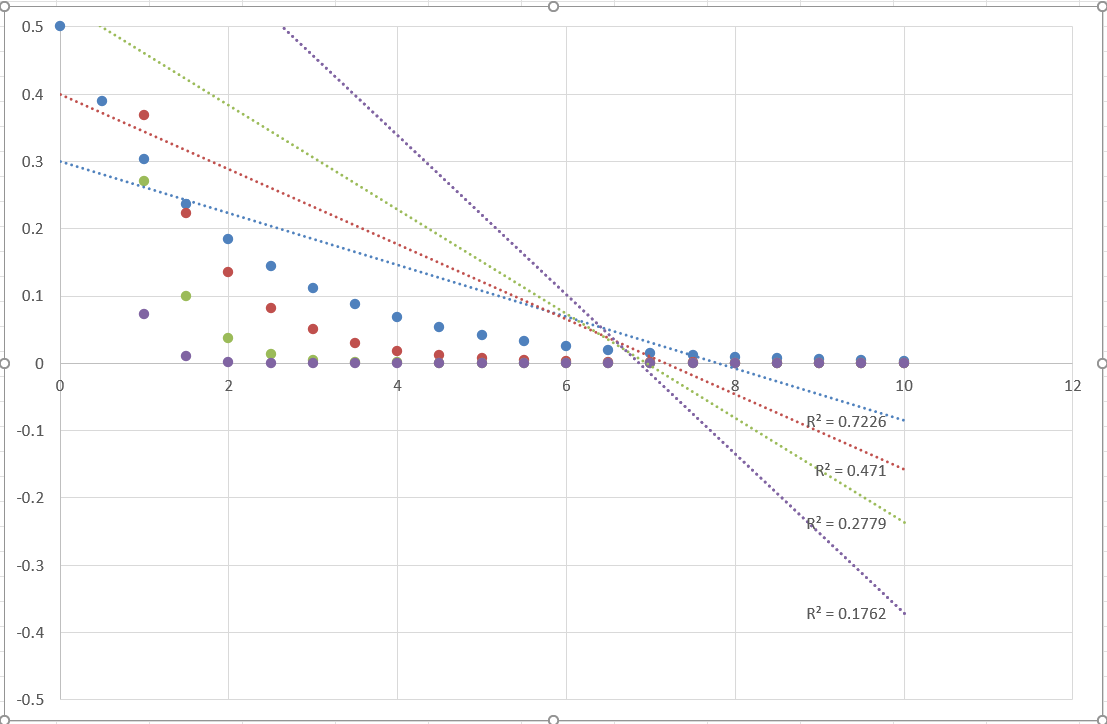 0.5
0.4
0.3
0.2
0.1
0
0 2 4 6 8 10 12
-0.1
R² = 0.7226
R² = 0.471
-0.2
R² = 0.2779
-0.3
R² = 0.1762
-0.4
-0.5